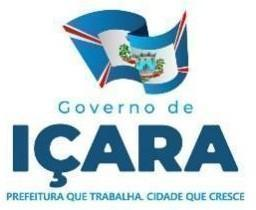 Governo de
IÇARA
PREFEITURA QUE TRABALHA. CIDADE QUE CRESCE